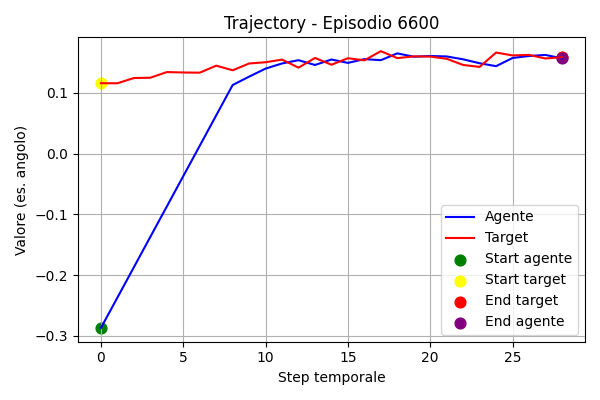 Trajectory - Episodio 6600
Valore (es. angolo)
0.1
0.0
−0.1
−0.2
−0.3
0
5
10
15
20
25
Step temporale
Agente
Target
Start agente
Start target
End target
End agente